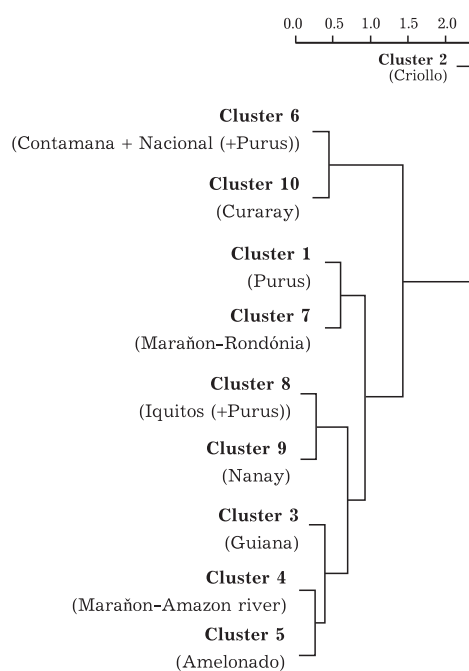 0.0 0.5 1.0 1.5 2.0
Cluster 2
(Criollo)
Cluster 6
(Contamana + Nacional (+Purus))
Cluster 10
(Curaray)
Cluster 1
(Purus)
Cluster 7
(Maraňon–Rondónia)
Cluster 8
(Iquitos (+Purus))
Cluster 9
(Nanay)
Cluster 3
(Guiana)
Cluster 4
(Maraňon–Amazon river)
Cluster 5
(Amelonado)